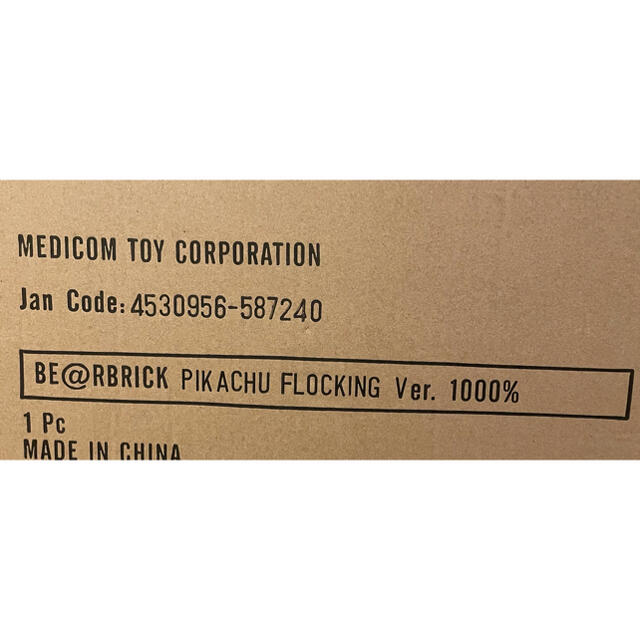 MEDICOM TOY CORPORATION
Jan Code: 4530956-587240
BE@RBRICK PIKACHU FLOCKING Ver. 1000%
1 Pc
MADE IN CHINA